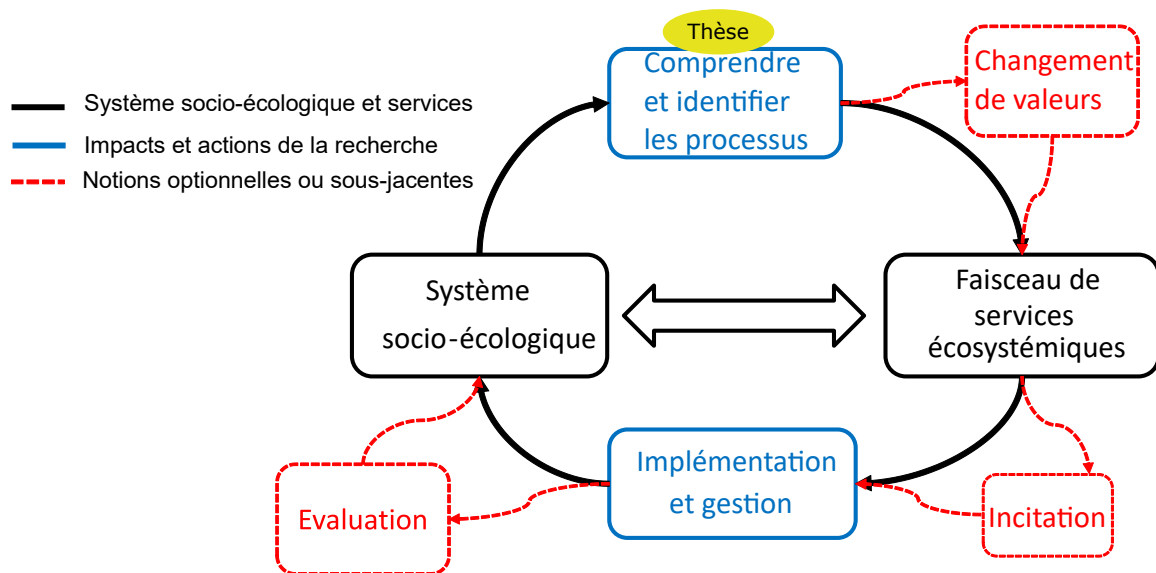 Thèse
Comprendre
et identifier
les processus
Changement
de valeurs
Système socio-écologique et services
Impacts et actions de la recherche
Notions optionnelles ou sous-jacentes
Système
socio-écologique
Faisceau de
services
écosystémiques
Implémentation
et gestion
Evaluation
Incitation